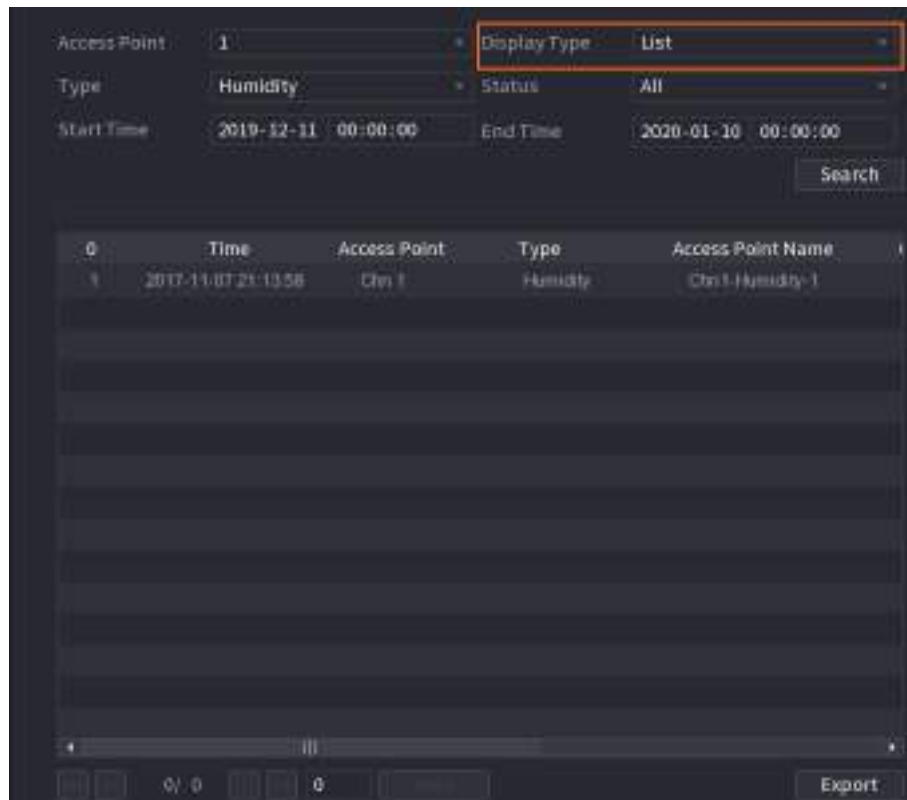 Access Point 1 Display Type List
Type Humidity Status All
Start Time 2019-12-11 00:00:00 End Time 2020-01-10 00:00:00
Search
0 Time Access Point Type Access Point Name
1 2017-11-07 21:13:58 Chn 1 Humidity Chn 1-Humidity-1
0/ 0 0
Export